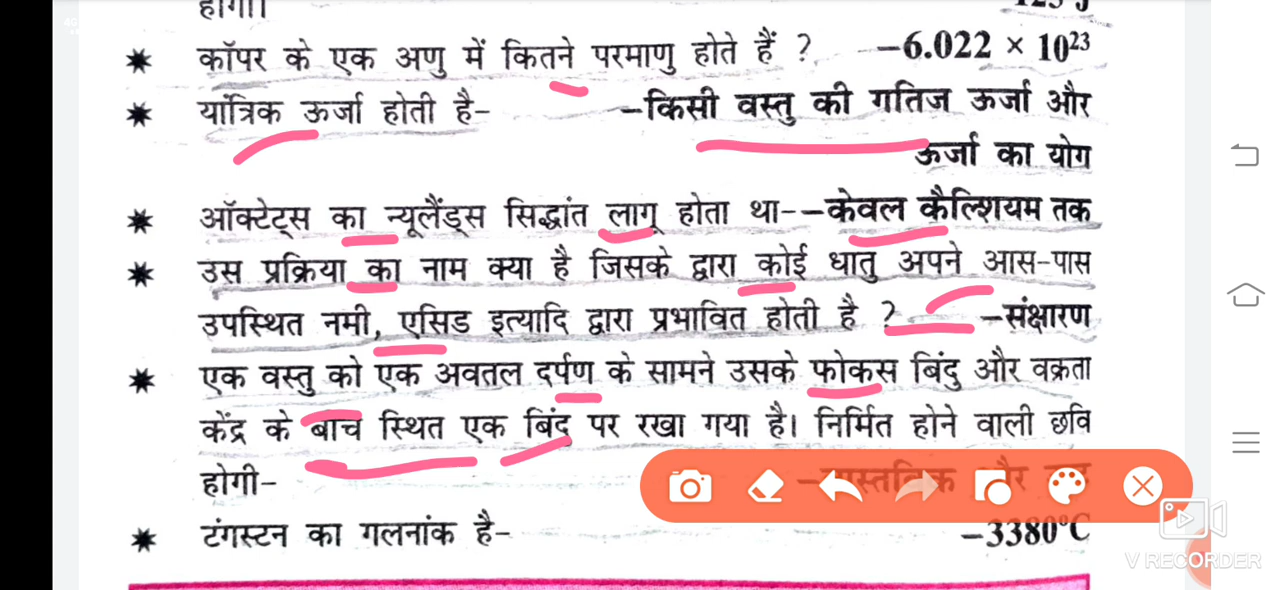 होगी।
* कॉपर के एक अणु में कितने परमाणु होते हैं ? –6.022 × 10²³
* यांत्रिक ऊर्जा होती है– –किसी वस्तु की गतिज ऊर्जा और
ऊर्जा का योग
* ऑक्टेट्स का न्यूलैंड्स सिद्धांत लागू होता था-–केवल कैल्शियम तक
* उस प्रक्रिया का नाम क्या है जिसके द्वारा कोई धातु अपने आस-पास
उपस्थित नमी, एसिड इत्यादि द्वारा प्रभावित होती है ? –संक्षारण
* एक वस्तु को एक अवतल दर्पण के सामने उसके फोकस बिंदु और वक्रता
केंद्र के बीच स्थित एक बिंदु पर रखा गया है। निर्मित होने वाली छवि
होगी– और
* टंगस्टन का गलनांक है– –3380°C
V RECORDER